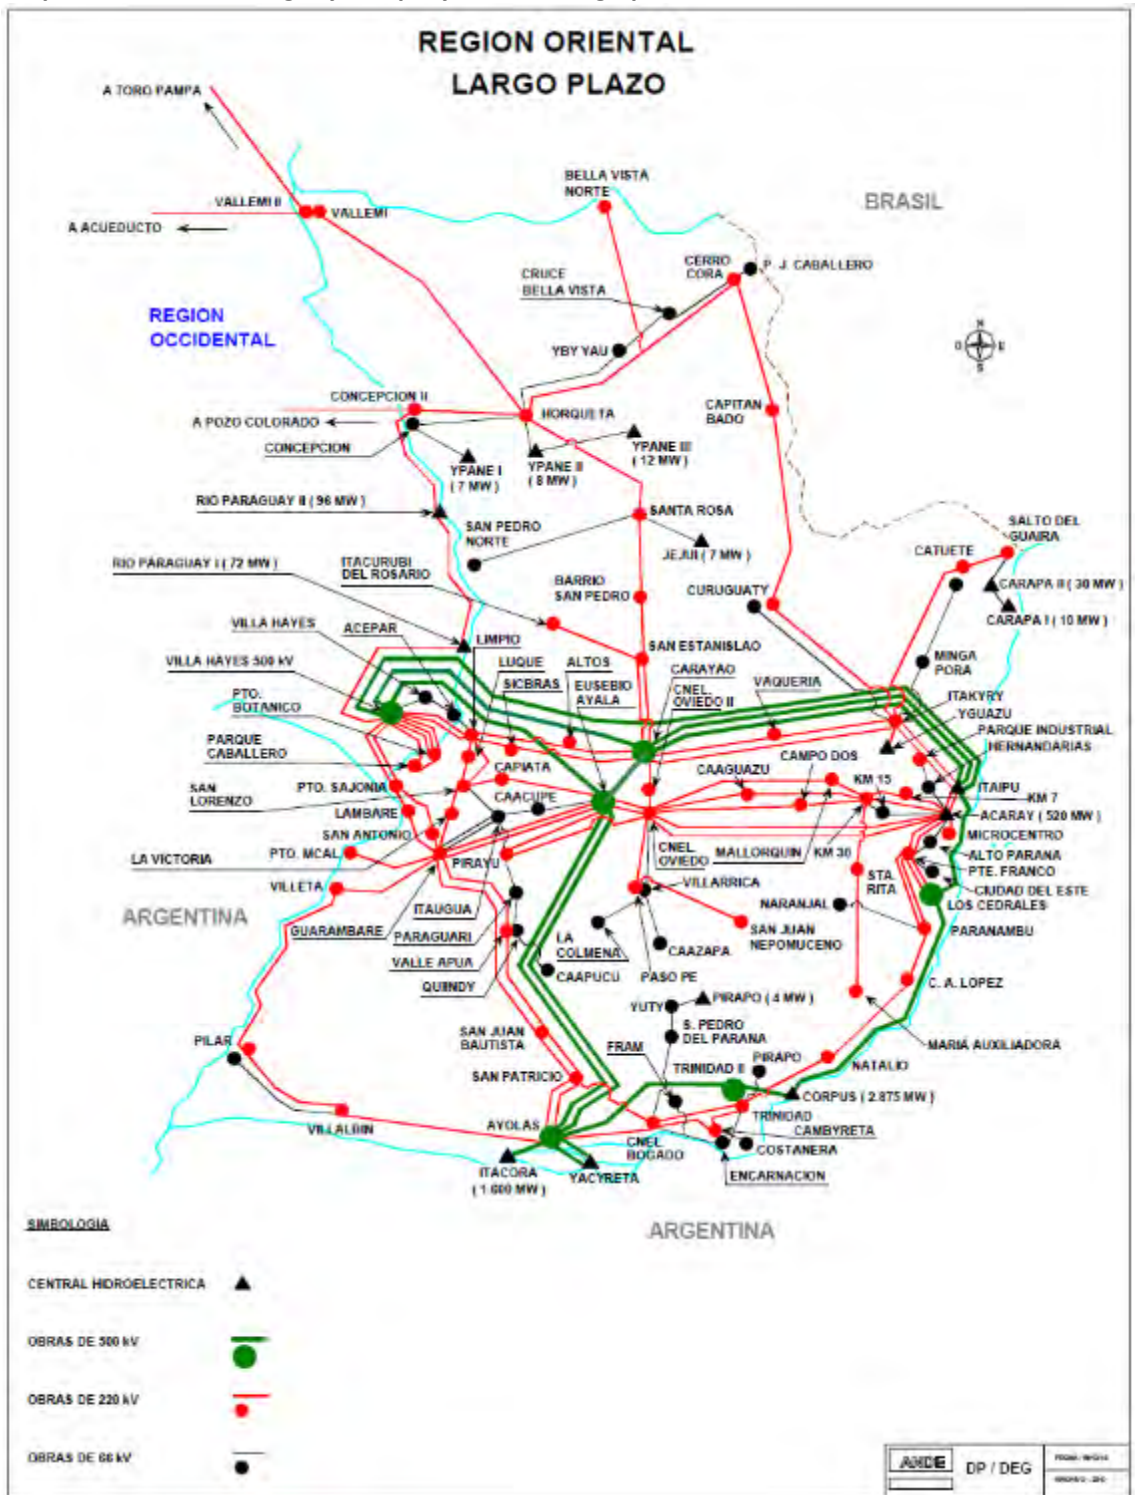 REGION ORIENTAL
LARGO PLAZO
A TORO PAMPA
BELLA VISTA
NORTE
BRASIL
VALLEMI II
VALLEMI
A ACUEDUCTO
CERRO
CORA
P. J. CABALLERO
CRUCE
BELLA VISTA
REGION
OCCIDENTAL
N
O
E
S
YBY YAU
CONCEPCION II
HORQUETA
CAPITAN
BADO
A POZO COLORADO
CONCEPCION
YPANE I
( 7 MW )
YPANE II
( 8 MW )
YPANE III
( 12 MW )
RIO PARAGUAY II ( 96 MW )
SAN PEDRO
NORTE
SANTA ROSA
JEJUI ( 7 MW )
SALTO DEL
GUAIRA
CATUETE
RIO PARAGUAY I ( 72 MW )
ITACURUBI
DEL ROSARIO
BARRIO
SAN PEDRO
CURUGUATY
CARAPA II ( 30 MW )
CARAPA I ( 10 MW )
VILLA HAYES
ACEPAR
LIMPIO
SAN ESTANISLAO
MINGA
PORA
VILLA HAYES 500 kV
LUQUE
SICBRAS
ALTOS
EUSEBIO
AYALA
CARAYAO
CNEL.
OVIEDO II
VAQUERIA
ITAKYRY
YGUAZU
PTO.
BOTANICO
PARQUE INDUSTRIAL
HERNANDARIAS
PARQUE
CABALLERO
CAPIATA
CAAGUAZU
CAMPO DOS
KM 15
ITAIPU
SAN
LORENZO
PTO. SAJONIA
CAACUPE
KM 7
LAMBARE
ACARAY ( 520 MW )
SAN ANTONIO
MICROCENTRO
LA VICTORIA
PTO. MCAL
PIRAYU
CNEL.
OVIEDO
MALLORQUIN
KM 30
ALTO PARANA
PTE. FRANCO
VILLETA
ITAUGUA
VILLARRICA
STA.
RITA
CIUDAD DEL ESTE
NARANJAL
LOS CEDRALES
ARGENTINA
GUARAMBARE
PARAGUARI
LA
COLMENA
SAN JUAN
NEPOMUCENO
PARANAMBU
VALLE APUA
CAAZAPA
QUIINDY
CAAPUCU
PASO PE
C. A. LOPEZ
YUTY
PIRAPO ( 4 MW )
PILAR
SAN JUAN
BAUTISTA
FRAM
S. PEDRO
DEL PARANA
MARIA AUXILIADORA
PIRAPO
SAN PATRICIO
TRINIDAD II
NATALIO
CORPUS ( 2.875 MW )
VILLALBIN
AYOLAS
TRINIDAD
CAMBYRETA
CNEL.
BOGADO
COSTANERA
ITACORA
( 1.600 MW )
YACYRETA
ENCARNACION
ARGENTINA
SIMBOLOGIA
CENTRAL HIDROELECTRICA
OBRAS DE 500 kV
OBRAS DE 220 kV
OBRAS DE 66 kV
ANDE
DP / DEG